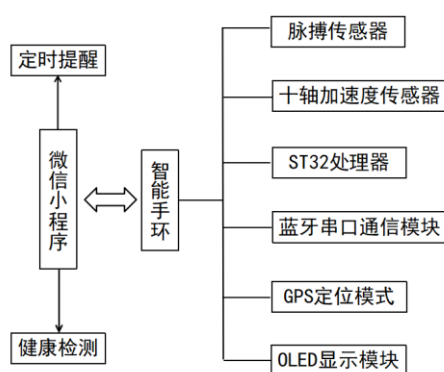 定时提醒
微信小程序
健康检测
智能手环
脉搏传感器
十轴加速度传感器
ST32处理器
蓝牙串口通信模块
GPS定位模式
OLED显示模块